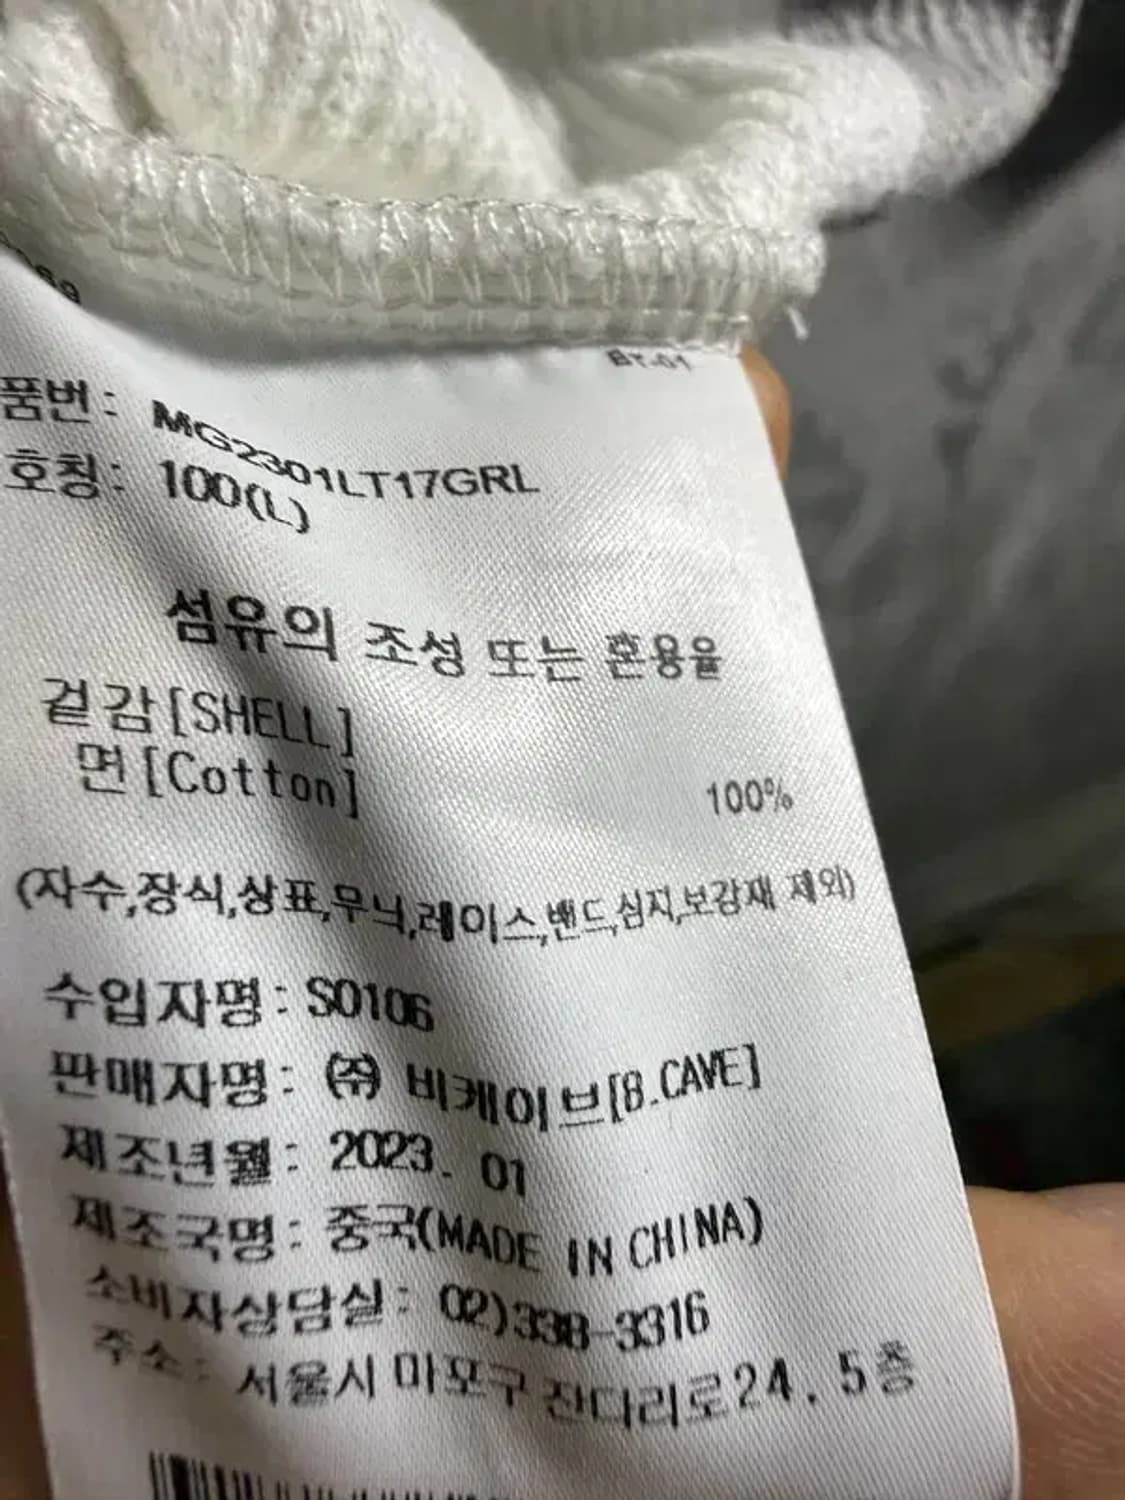 BT-01
품번: MG2301LT17GRL
호칭: 100(L)
섬유의 조성 또는 혼용율
겉감[SHELL]
면[Cotton] 100%
(자수,장식,상표,무늬,레이스,밴드,심지,보강재 제외)
수입자명: SO106
판매자명: ㈜ 비케이브[B.CAVE]
제조년월: 2023. 01
제조국명: 중국(MADE IN CHINA)
소비자상담실: 02)338-3316
주소: 서울시 마포구 잔다리로24, 5층